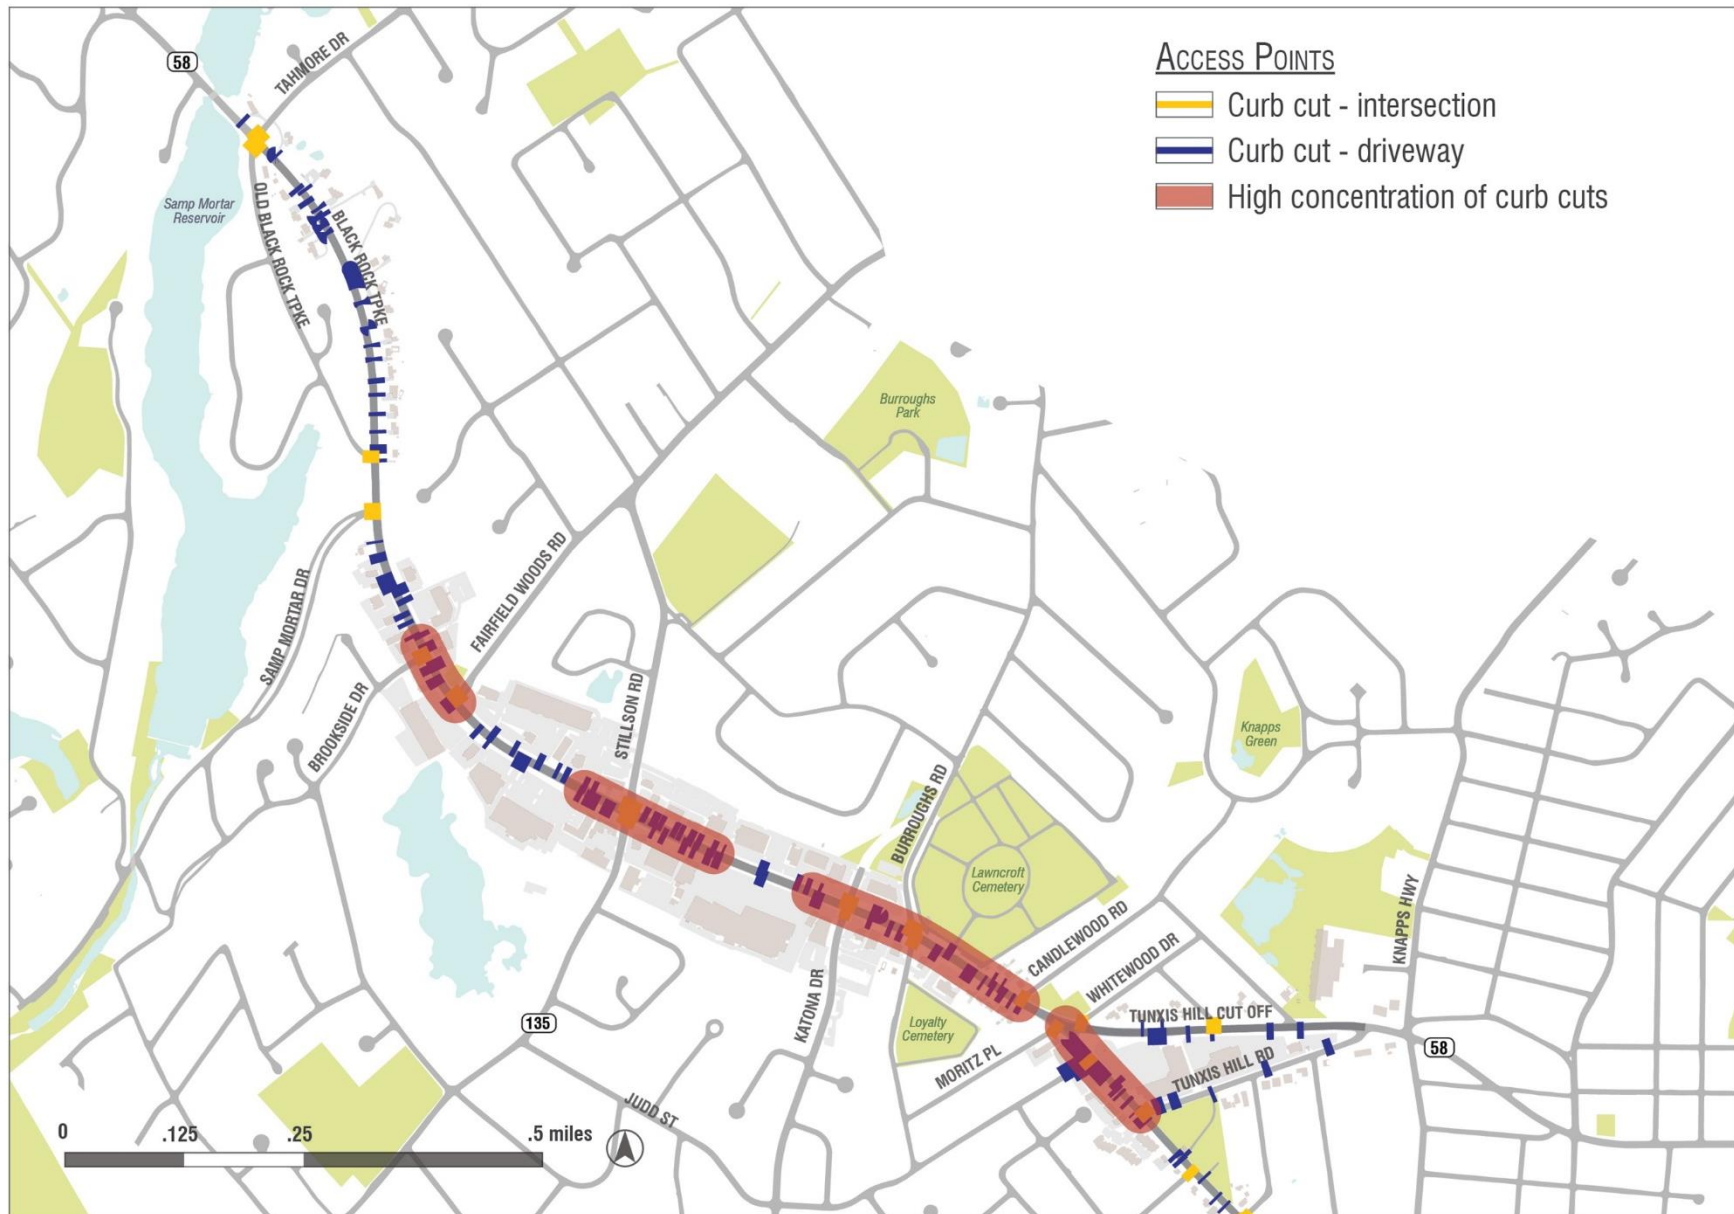 ACCESS POINTS
Curb cut - intersection
Curb cut - driveway
High concentration of curb cuts
58
TAHMORE DR
Samp Mortar
Reservoir
OLD BLACK ROCK TPKE
BLACK ROCK TPKE
Burroughs
Park
FAIRFIELD WOODS RD
SAMP MORTAR DR
BROOKSIDE DR
STILLSON RD
Knapps
Green
BURROUGHS RD
Lawncroft
Cemetery
CANDLEWOOD RD
KNAPPS HWY
WHITEWOOD DR
KATONA DR
TUNXIS HILL CUT OFF
135
Loyalty
Cemetery
58
MORITZ PL
TUNXIS HILL RD
JUDD ST
0 .125 .25 .5 miles